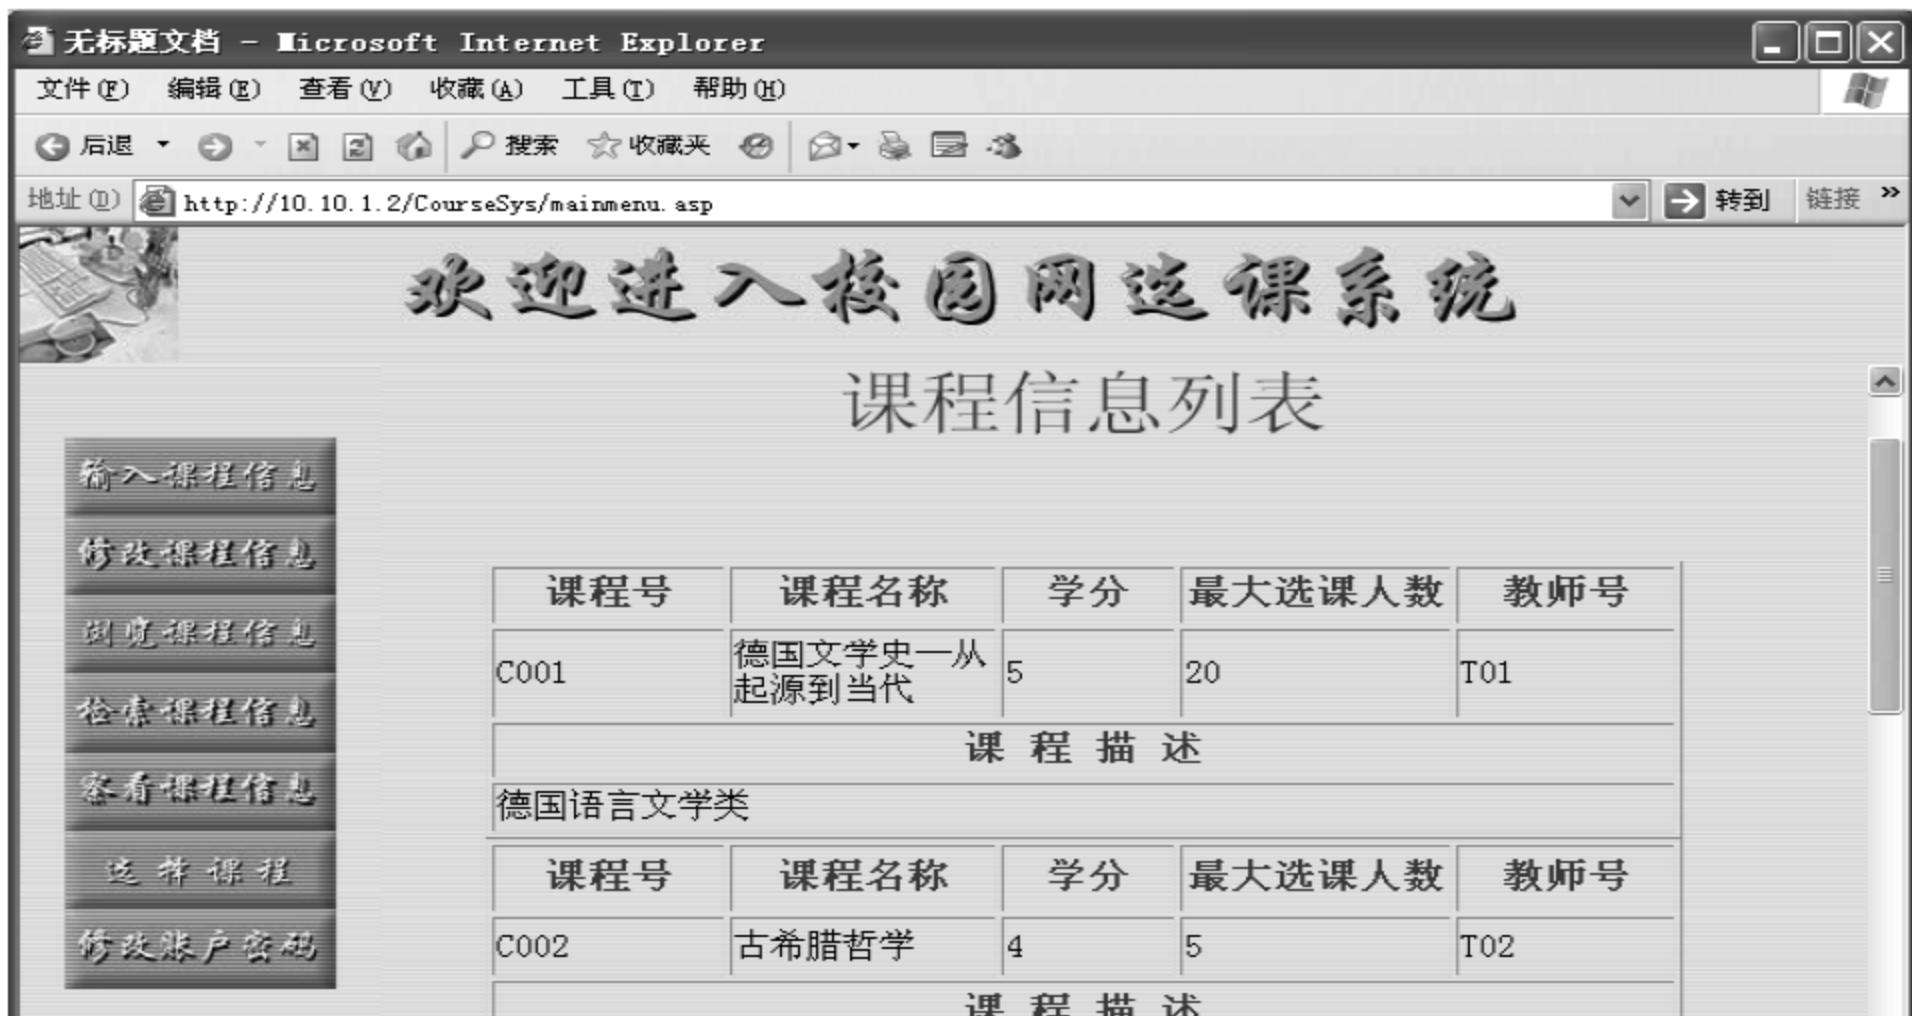 无标题文档 - Microsoft Internet Explorer
文件(F) 编辑(E) 查看(V) 收藏(A) 工具(T) 帮助(H)
后退 搜索 收藏夹
地址(D) http://10.10.1.2/CourseSys/mainmenu.asp 转到 链接 »
欢迎进入校园网选课系统
课程信息列表
输入课程信息
修改课程信息
浏览课程信息
检索课程信息
察看课程信息
选择课程
修改账户密码
课程号 课程名称 学分 最大选课人数 教师号
C001 德国文学史—从起源到当代 5 20 T01
课 程 描 述
德国语言文学类
课程号 课程名称 学分 最大选课人数 教师号
C002 古希腊哲学 4 5 T02
课 程 描 述